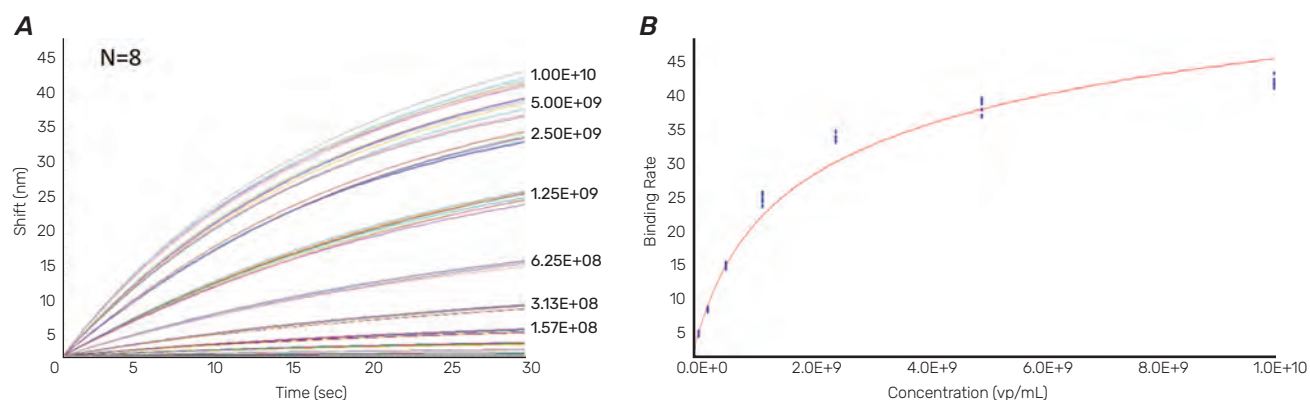 A
N=8
45
40
35
30
25
20
15
10
5
0
5
10
15
20
25
30
Shift (nm)
Time (sec)
1.00E+10
5.00E+09
2.50E+09
1.25E+09
6.25E+08
3.13E+08
1.57E+08
B
45
40
35
30
25
20
15
10
5
0.0E+0
2.0E+9
4.0E+9
6.0E+9
8.0E+9
1.0E+10
Binding Rate
Concentration (vp/mL)